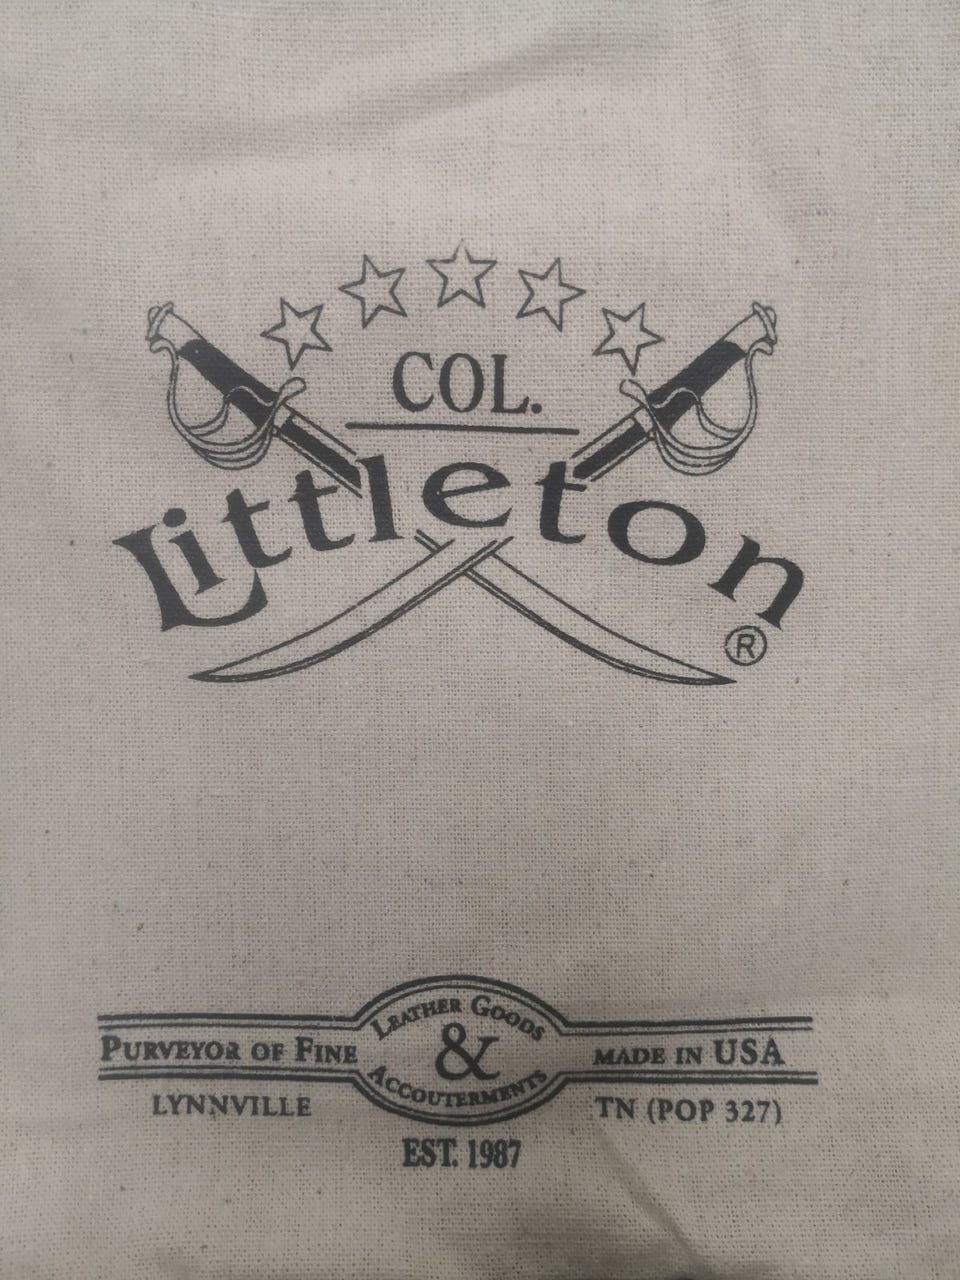 COL.
Littleton
®
LEATHER GOODS
PURVEYOR OF FINE & MADE IN USA
ACCOUTERMENTS
LYNNVILLE TN (POP 327)
EST. 1987